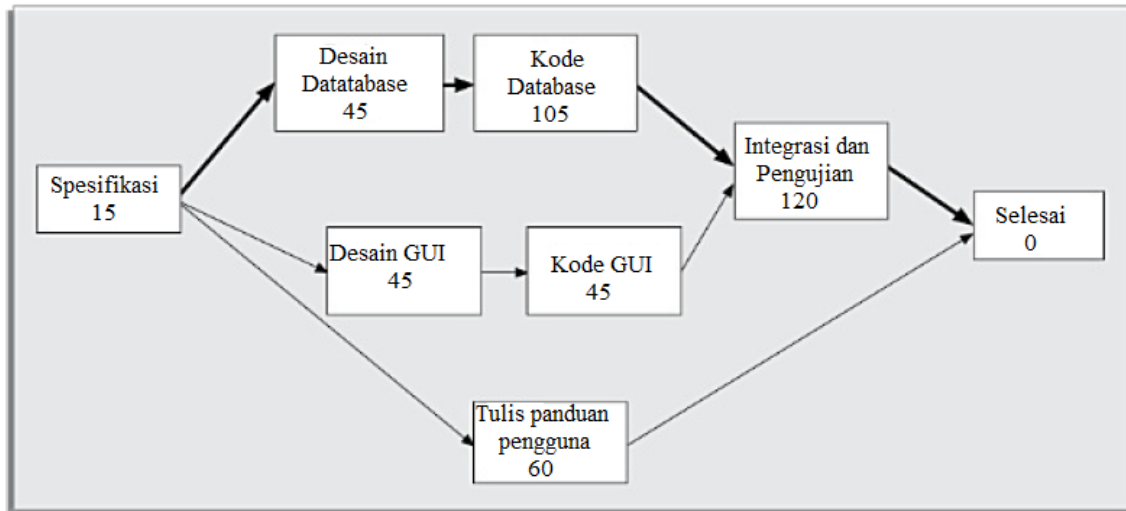 Desain
Datatabase
45
Kode
Database
105
Spesifikasi
15
Integrasi dan
Pengujian
120
Selesai
0
Desain GUI
45
Kode GUI
45
Tulis panduan
pengguna
60